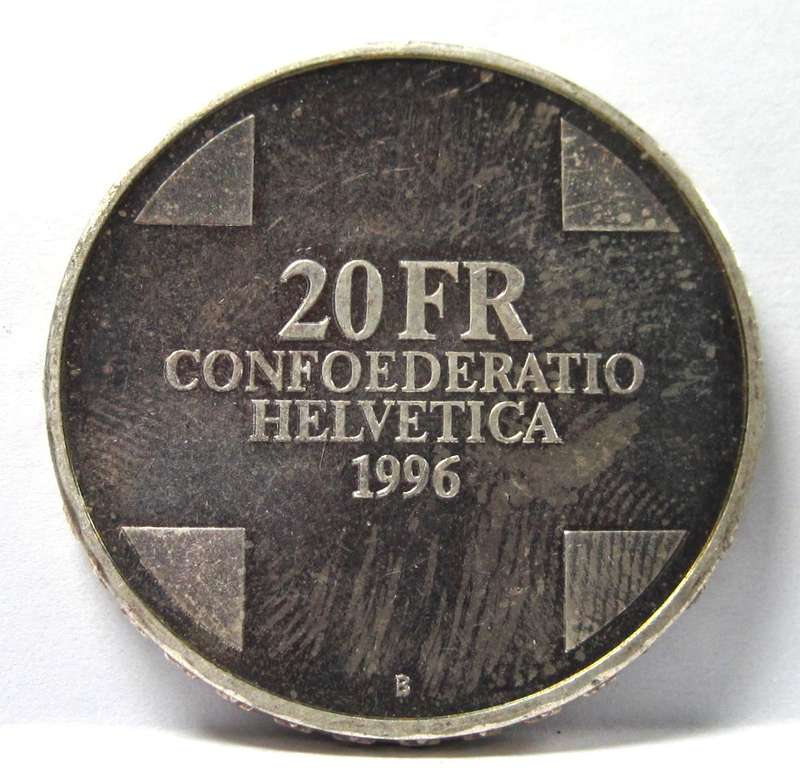 20 FR
CONFOEDERATIO
HELVETICA
1996
B